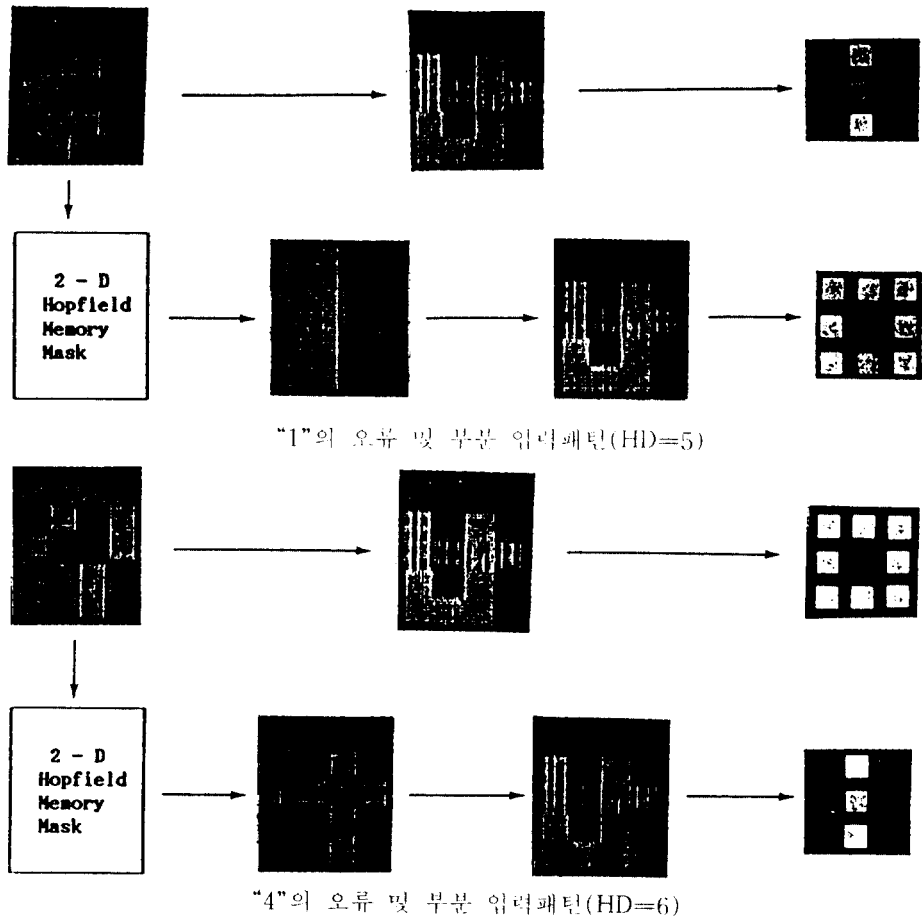 2 - D
Hopfield
Memory
Mask
"1"의 오류 및 부분 입력패턴(HD=5)
2 - D
Hopfield
Memory
Mask
"4"의 오류 및 부분 입력패턴(HD=6)